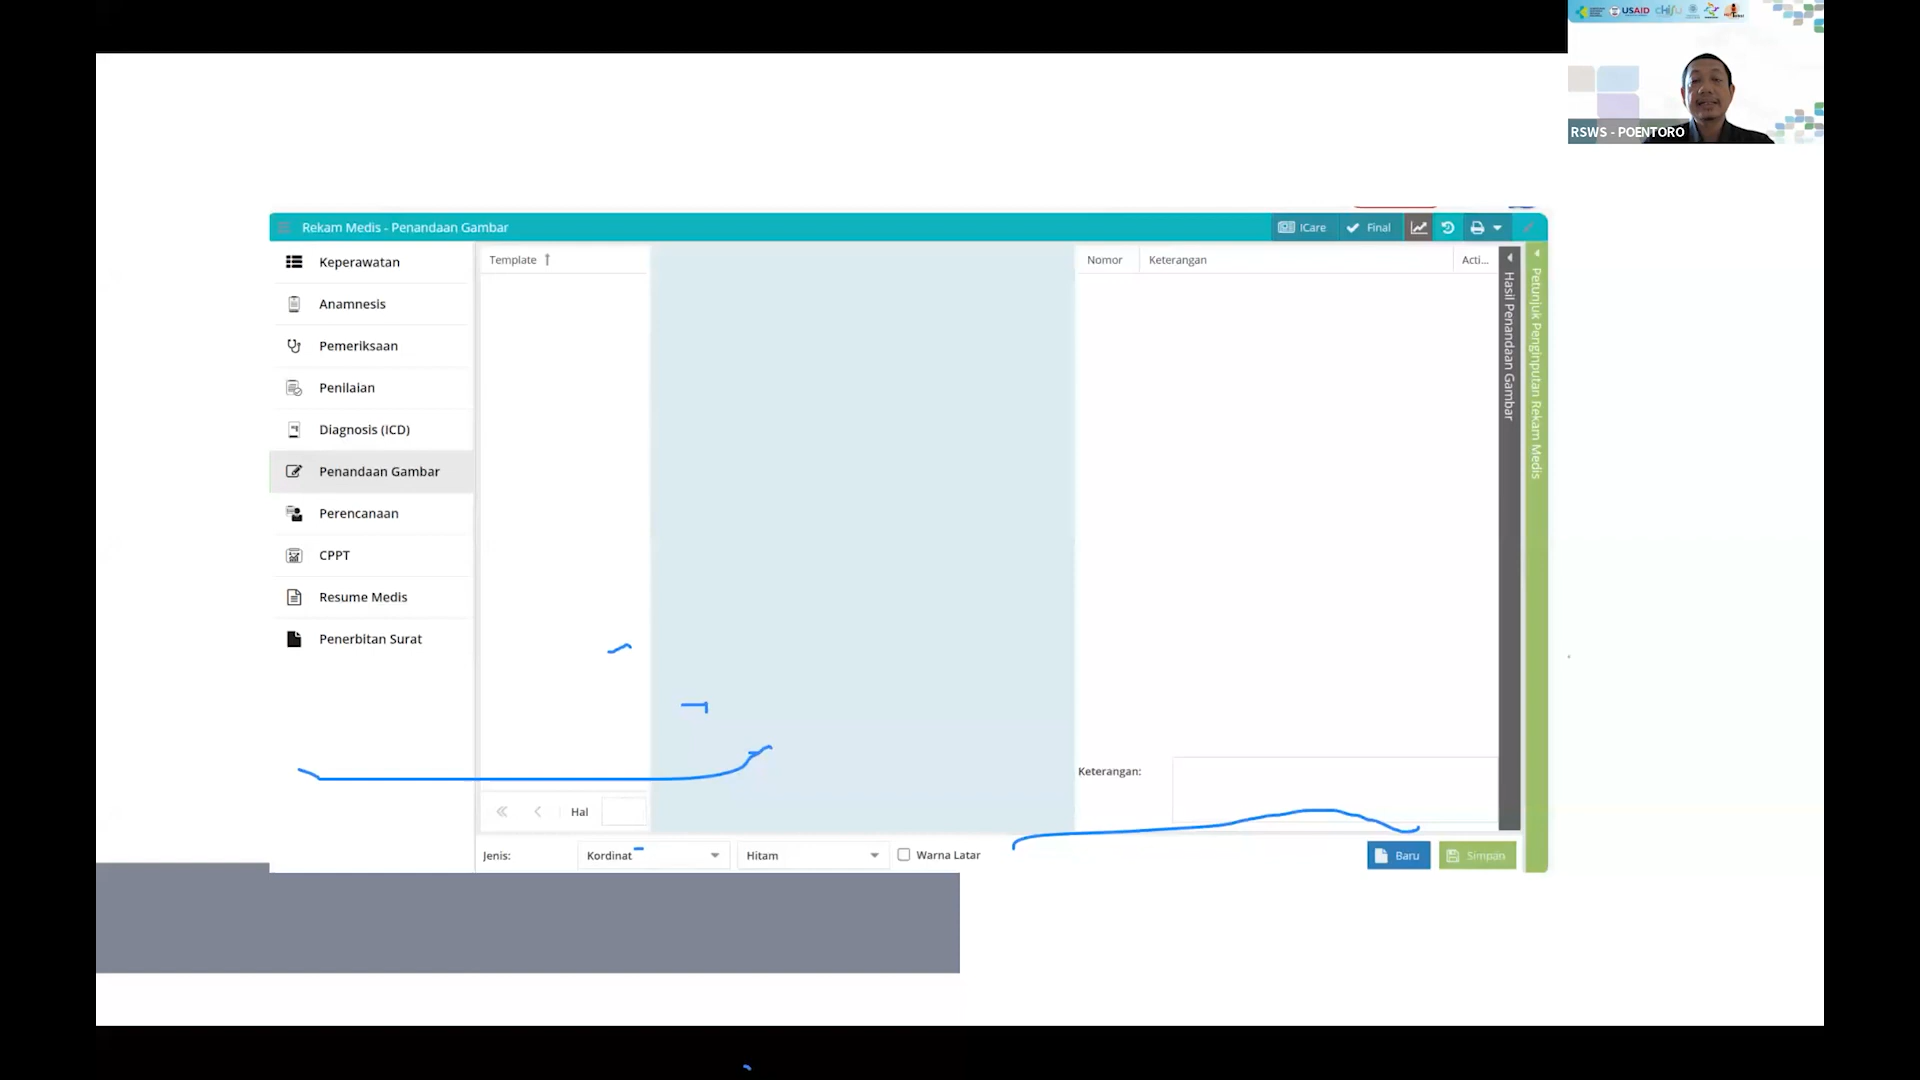 USAID CHISU
RSWS - POENTORO
Rekam Medis - Penandaan Gambar
ICare
Final
Keperawatan
Anamnesis
Pemeriksaan
Penilaian
Diagnosis (ICD)
Penandaan Gambar
Perencanaan
CPPT
Resume Medis
Penerbitan Surat
Template
Hal
Nomor
Keterangan
Acti...
Keterangan:
Hasil Penandaan Gambar
Petunjuk Penginputan Rekam Medis
Jenis:
Kordinat
Hitam
Warna Latar
Baru
Simpan